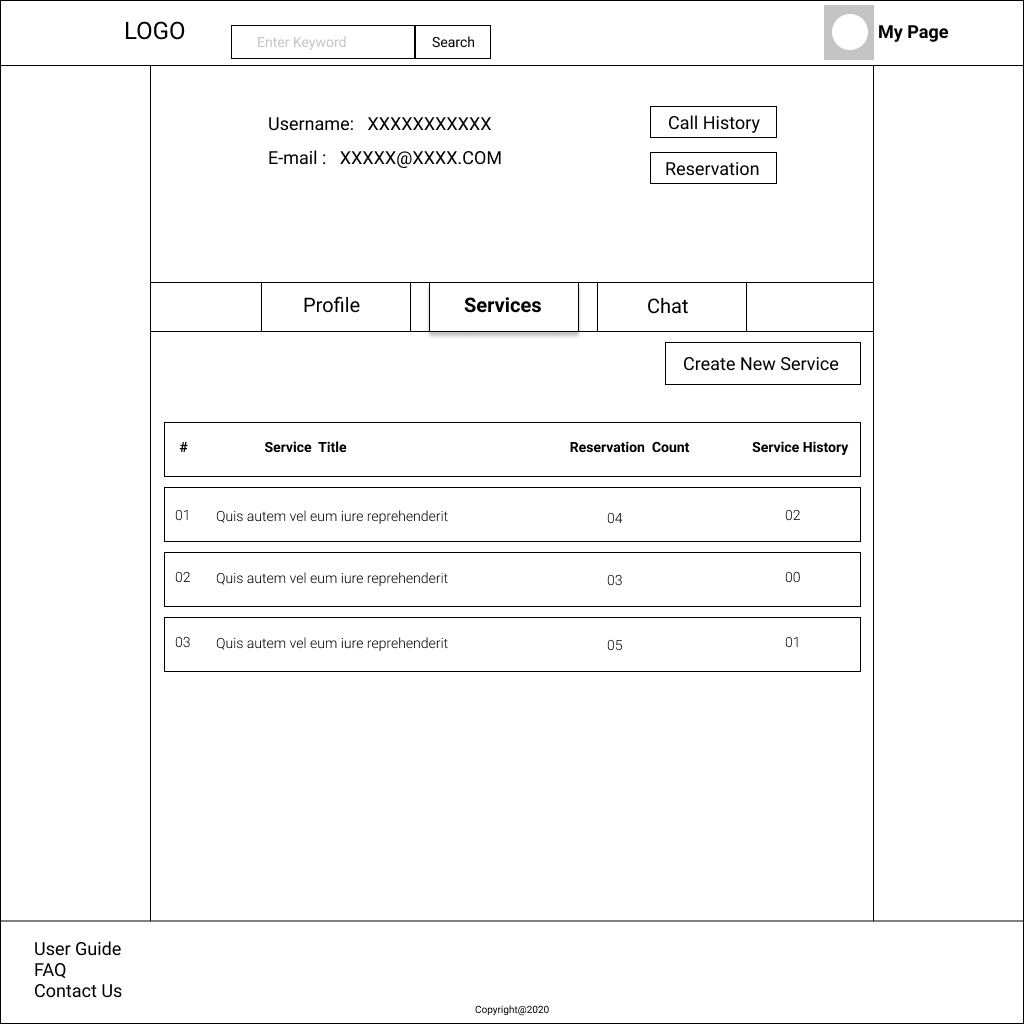 LOGO
Enter Keyword
Search
My Page
Username: XXXXXXXXXXX
E-mail : XXXXX@XXXX.COM
Call History
Reservation
Profile
Services
Chat
Create New Service
# Service Title Reservation Count Service History
01 Quis autem vel eum iure reprehenderit 04 02
02 Quis autem vel eum iure reprehenderit 03 00
03 Quis autem vel eum iure reprehenderit 05 01
User Guide
FAQ
Contact Us
Copyright@2020